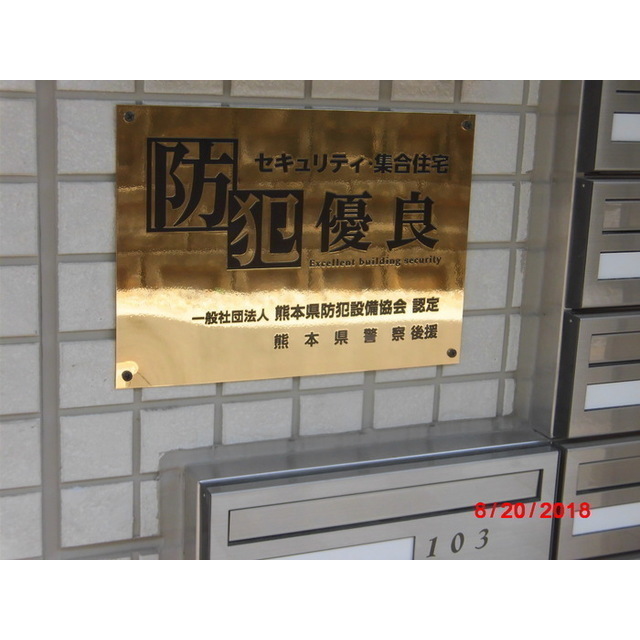 セキュリティ・集合住宅
防犯優良
Excellent building security
一般社団法人 熊本県防犯設備協会 認定
熊本県警察後援
6/20/2018
103